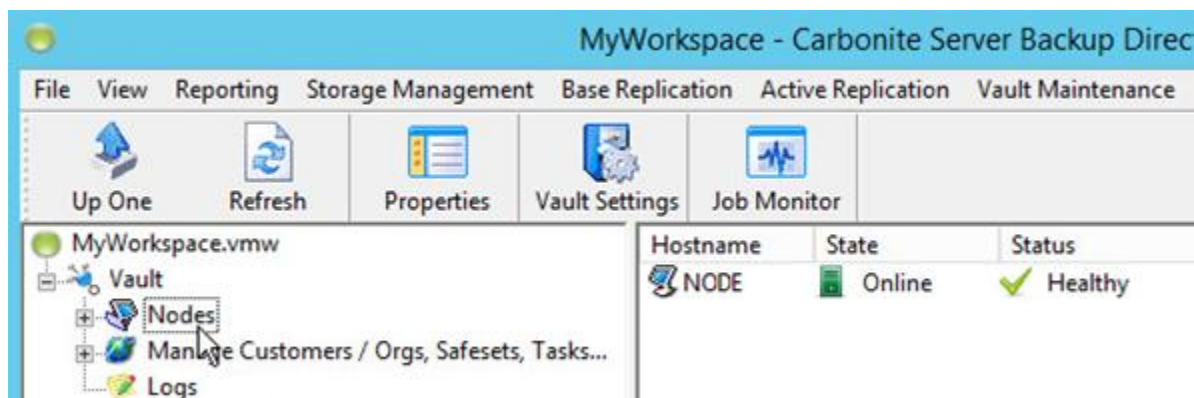 MyWorkspace - Carbonite Server Backup Direc
File View Reporting Storage Management Base Replication Active Replication Vault Maintenance
Up One Refresh Properties Vault Settings Job Monitor
MyWorkspace.vmw
Vault
Nodes
Manage Customers / Orgs, Safesets, Tasks...
Logs
Hostname State Status
NODE Online Healthy